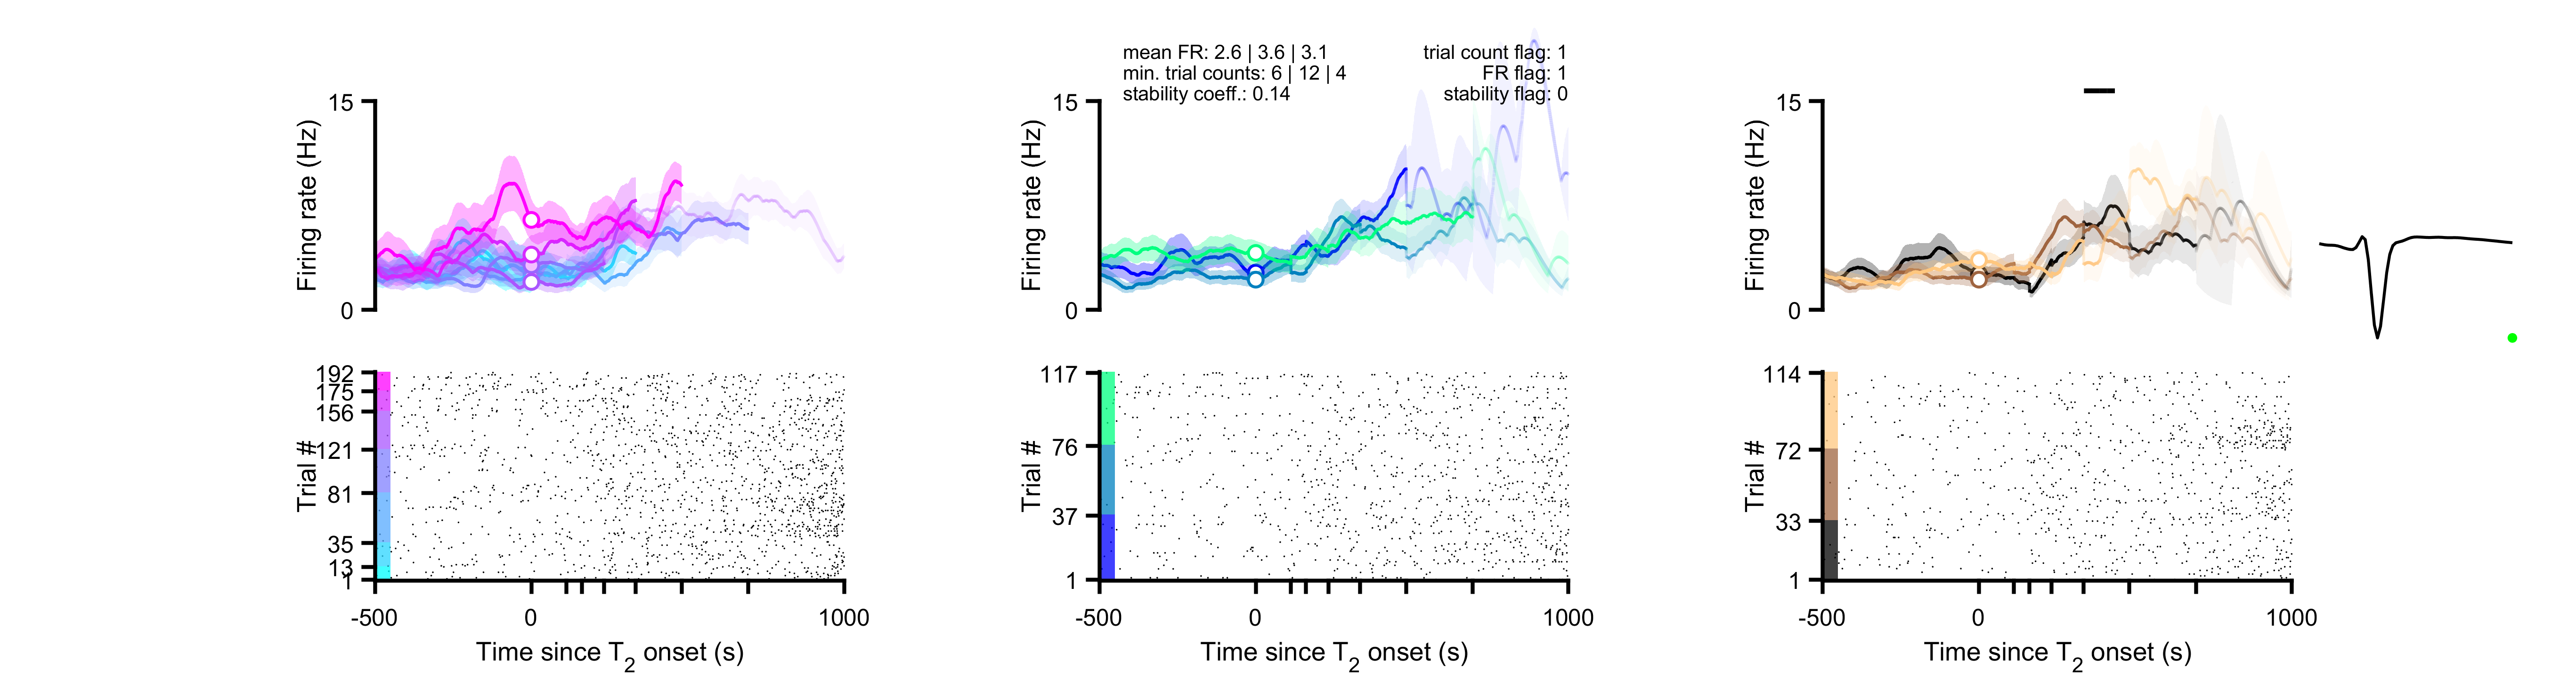 mean FR: 2.6 | 3.6 | 3.1
min. trial counts: 6 | 12 | 4
stability coeff.: 0.14
trial count flag: 1
FR flag: 1
stability flag: 0
15
0
Firing rate (Hz)
192
175
156
121
81
35
13
1
Trial #
-500
0
1000
Time since T2 onset (s)
15
0
Firing rate (Hz)
117
76
37
1
Trial #
-500
0
1000
Time since T2 onset (s)
15
0
Firing rate (Hz)
114
72
33
1
Trial #
-500
0
1000
Time since T2 onset (s)